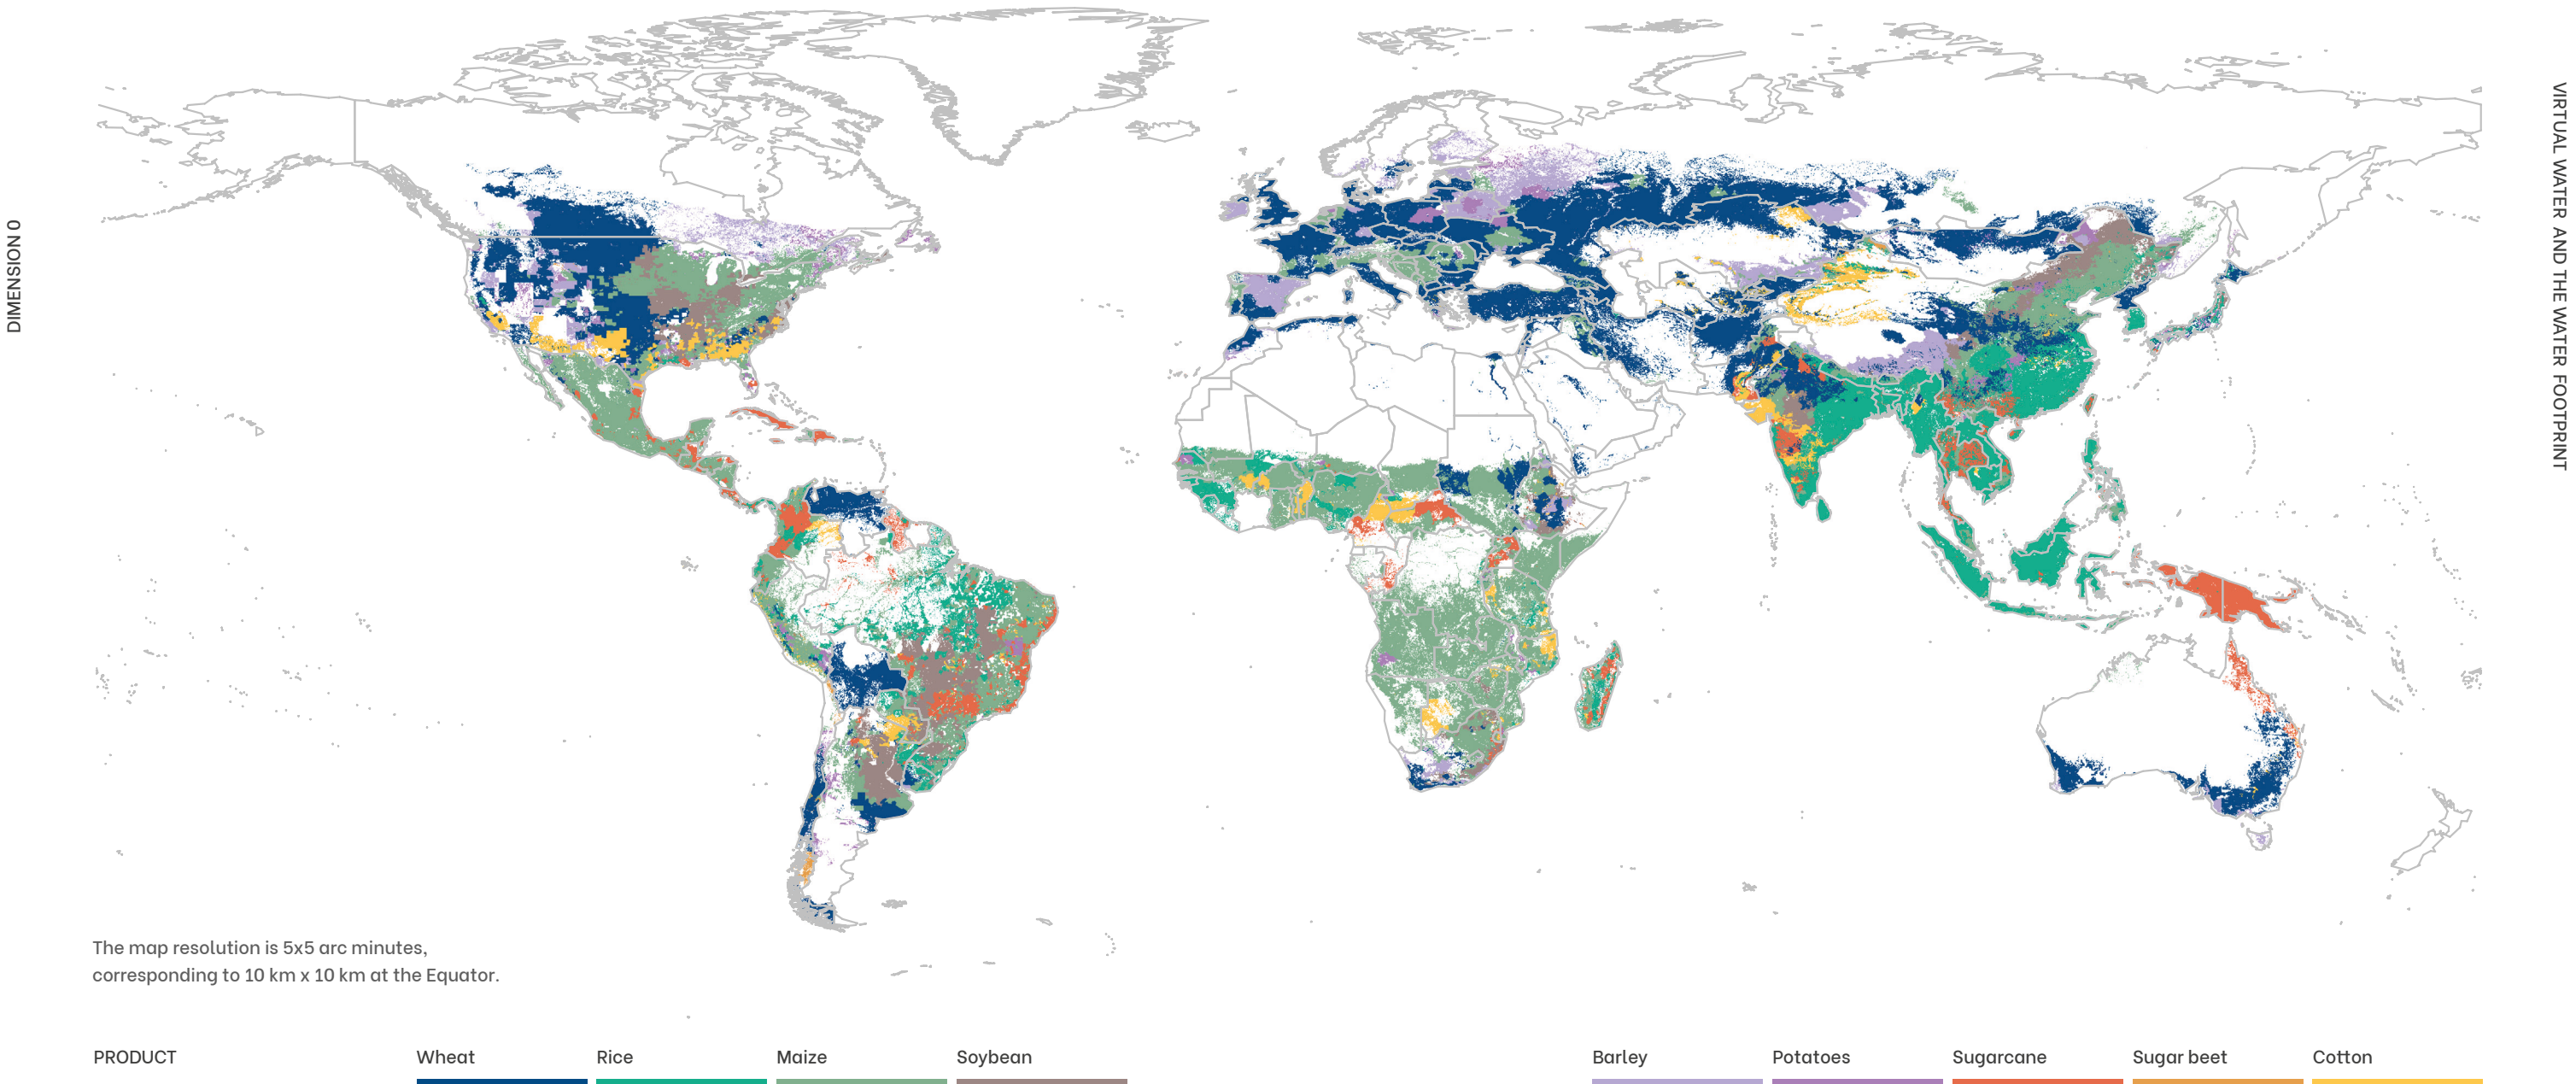 DIMENSION 0
VIRTUAL WATER AND THE WATER FOOTPRINT
The map resolution is 5x5 arc minutes,
corresponding to 10 km x 10 km at the Equator.
PRODUCT Wheat Rice Maize Soybean Barley Potatoes Sugarcane Sugar beet Cotton